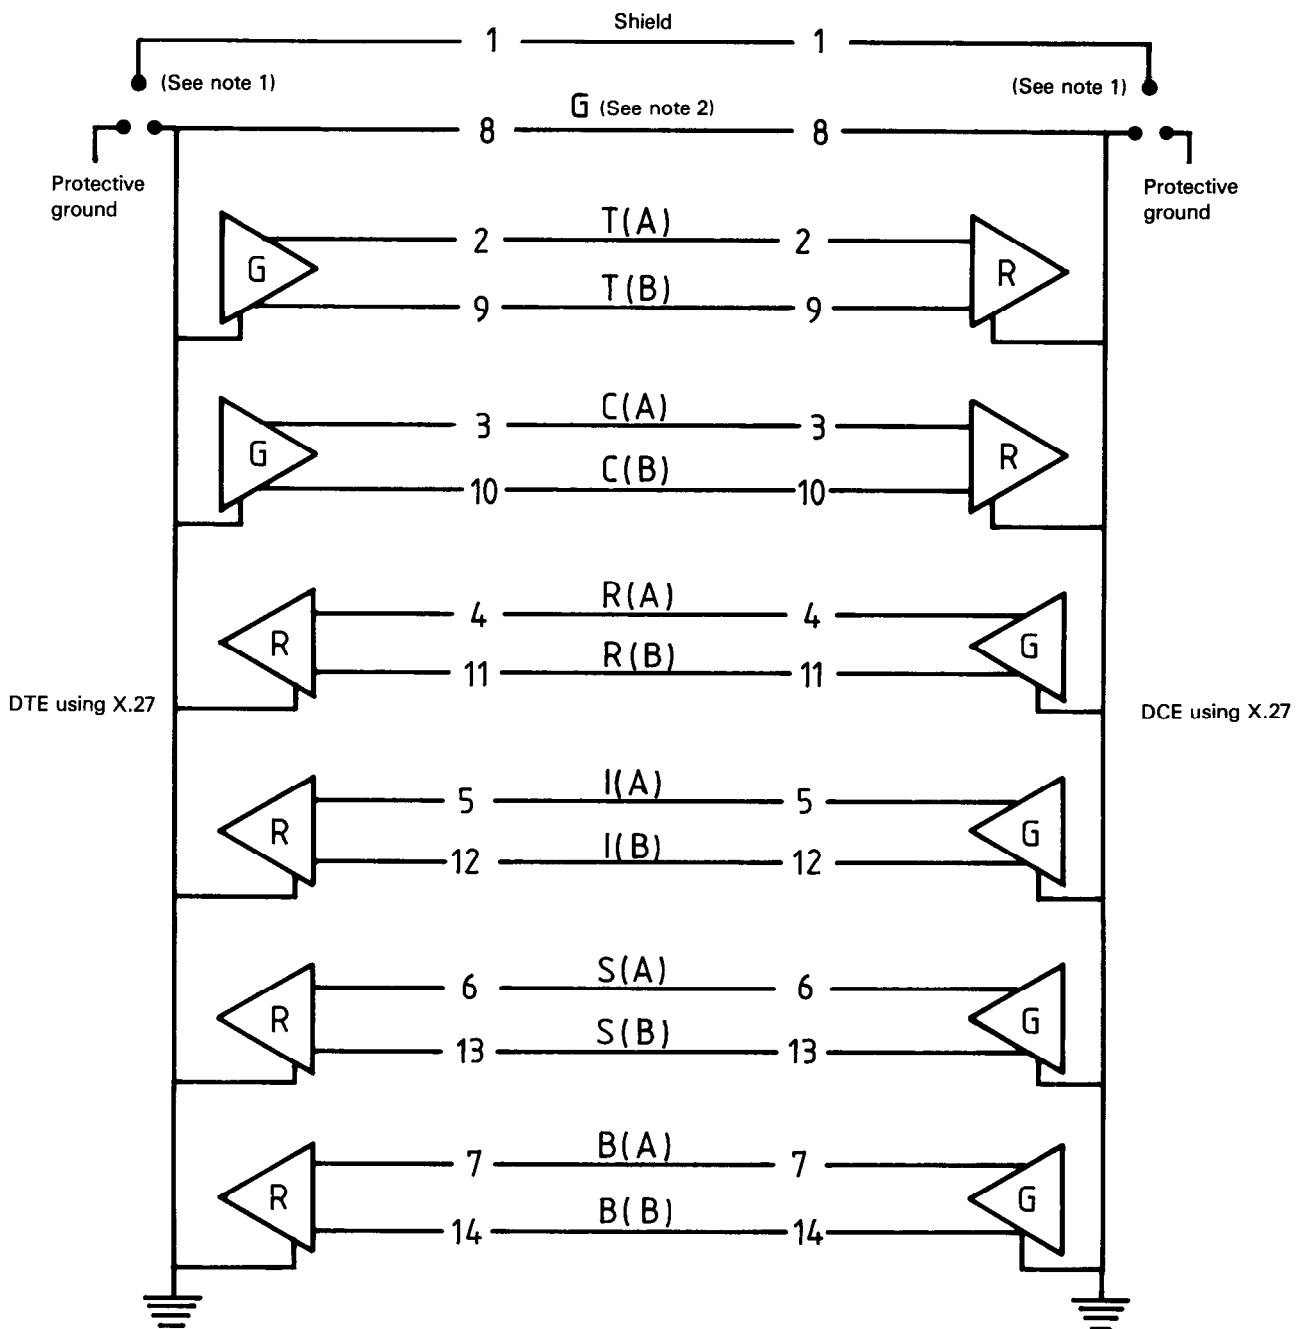 Shield
1 1
(See note 1) (See note 1)
G (See note 2)
8 8
Protective ground Protective ground
T(A)
2 2
G R
T(B)
9 9
C(A)
3 3
G R
C(B)
10 10
R(A)
4 4
R G
R(B)
11 11
DTE using X.27 DCE using X.27
I(A)
5 5
R G
I(B)
12 12
S(A)
6 6
R G
S(B)
13 13
B(A)
7 7
R G
B(B)
14 14